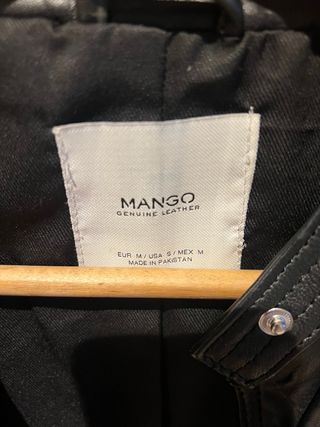 MANGO
GENUINE LEATHER
EUR M / USA S / MEX M
MADE IN PAKISTAN